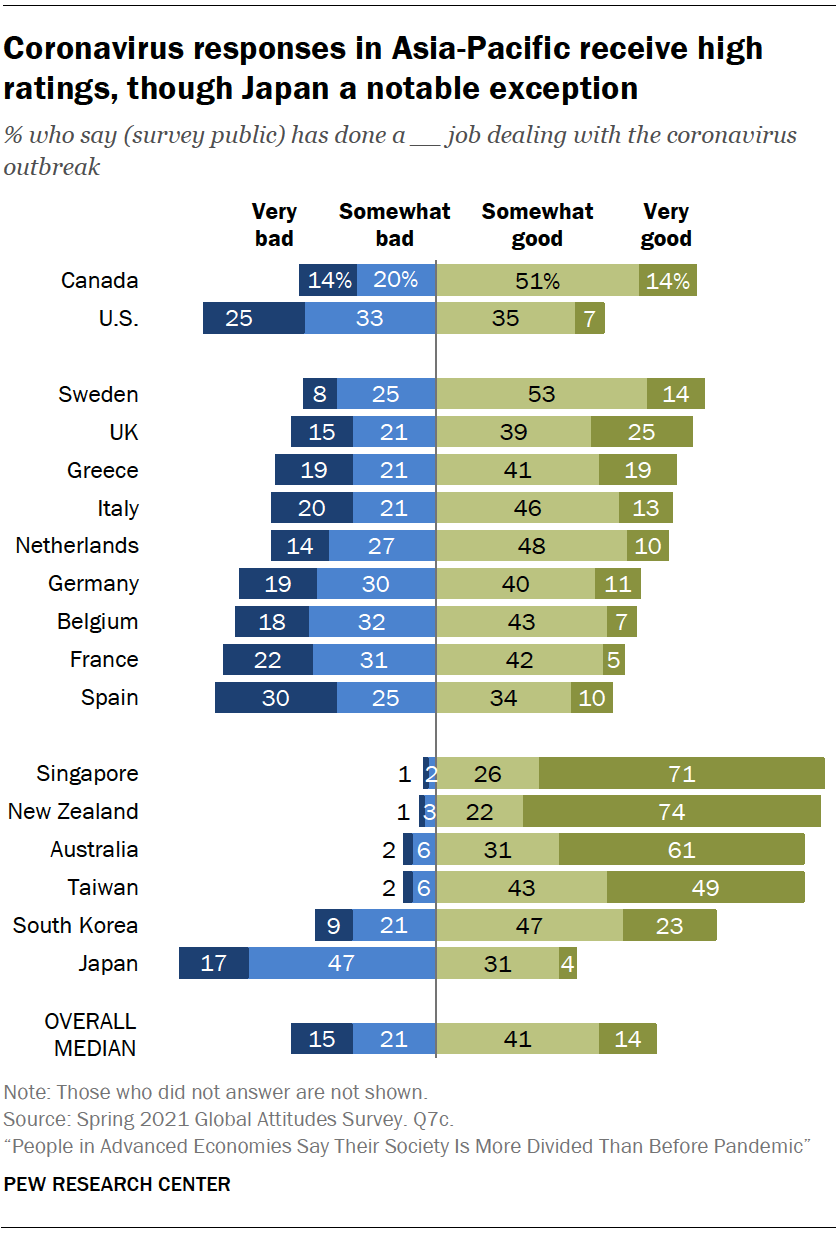 Coronavirus responses in Asia-Pacific receive high
ratings, though Japan a notable exception
% who say (survey public) has done a __ job dealing with the coronavirus
outbreak
Very Somewhat Somewhat Very
bad bad good good
Canada 14% 20% 51% 14%
U.S. 25 33 35 7
Sweden 8 25 53 14
UK 15 21 39 25
Greece 19 21 41 19
Italy 20 21 46 13
Netherlands 14 27 48 10
Germany 19 30 40 11
Belgium 18 32 43 7
France 22 31 42 5
Spain 30 25 34 10
Singapore 1 2 26 71
New Zealand 1 3 22 74
Australia 2 6 31 61
Taiwan 2 6 43 49
South Korea 9 21 47 23
Japan 17 47 31 4
OVERALL
MEDIAN 15 21 41 14
Note: Those who did not answer are not shown.
Source: Spring 2021 Global Attitudes Survey. Q7c.
“People in Advanced Economies Say Their Society Is More Divided Than Before Pandemic”
PEW RESEARCH CENTER